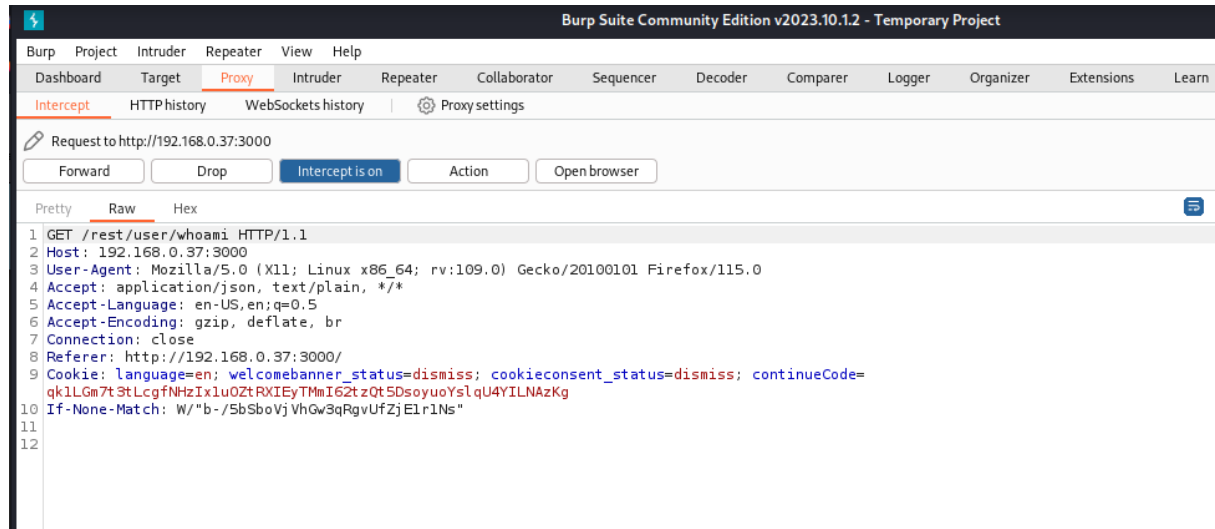 Burp Suite Community Edition v2023.10.1.2 - Temporary Project
Burp Project Intruder Repeater View Help
Dashboard Target Proxy Intruder Repeater Collaborator Sequencer Decoder Comparer Logger Organizer Extensions Learn
Intercept HTTP history WebSockets history Proxy settings
Request to http://192.168.0.37:3000
Forward Drop Intercept is on Action Open browser
Pretty Raw Hex
1 GET /rest/user/whoami HTTP/1.1
2 Host: 192.168.0.37:3000
3 User-Agent: Mozilla/5.0 (X11; Linux x86_64; rv:109.0) Gecko/20100101 Firefox/115.0
4 Accept: application/json, text/plain, */*
5 Accept-Language: en-US,en;q=0.5
6 Accept-Encoding: gzip, deflate, br
7 Connection: close
8 Referer: http://192.168.0.37:3000/
9 Cookie: language=en; welcomebanner_status=dismiss; cookieconsent_status=dismiss; continueCode=
qk1LGm7t3tLcgfNHzIx1uOZtRXIEyTMmI62tzQt5DsoyuoYslqU4YILNAzKg
10 If-None-Match: W/"b-/5bSboVjVhGw3qRgvUfZjE1r1Ns"
11
12